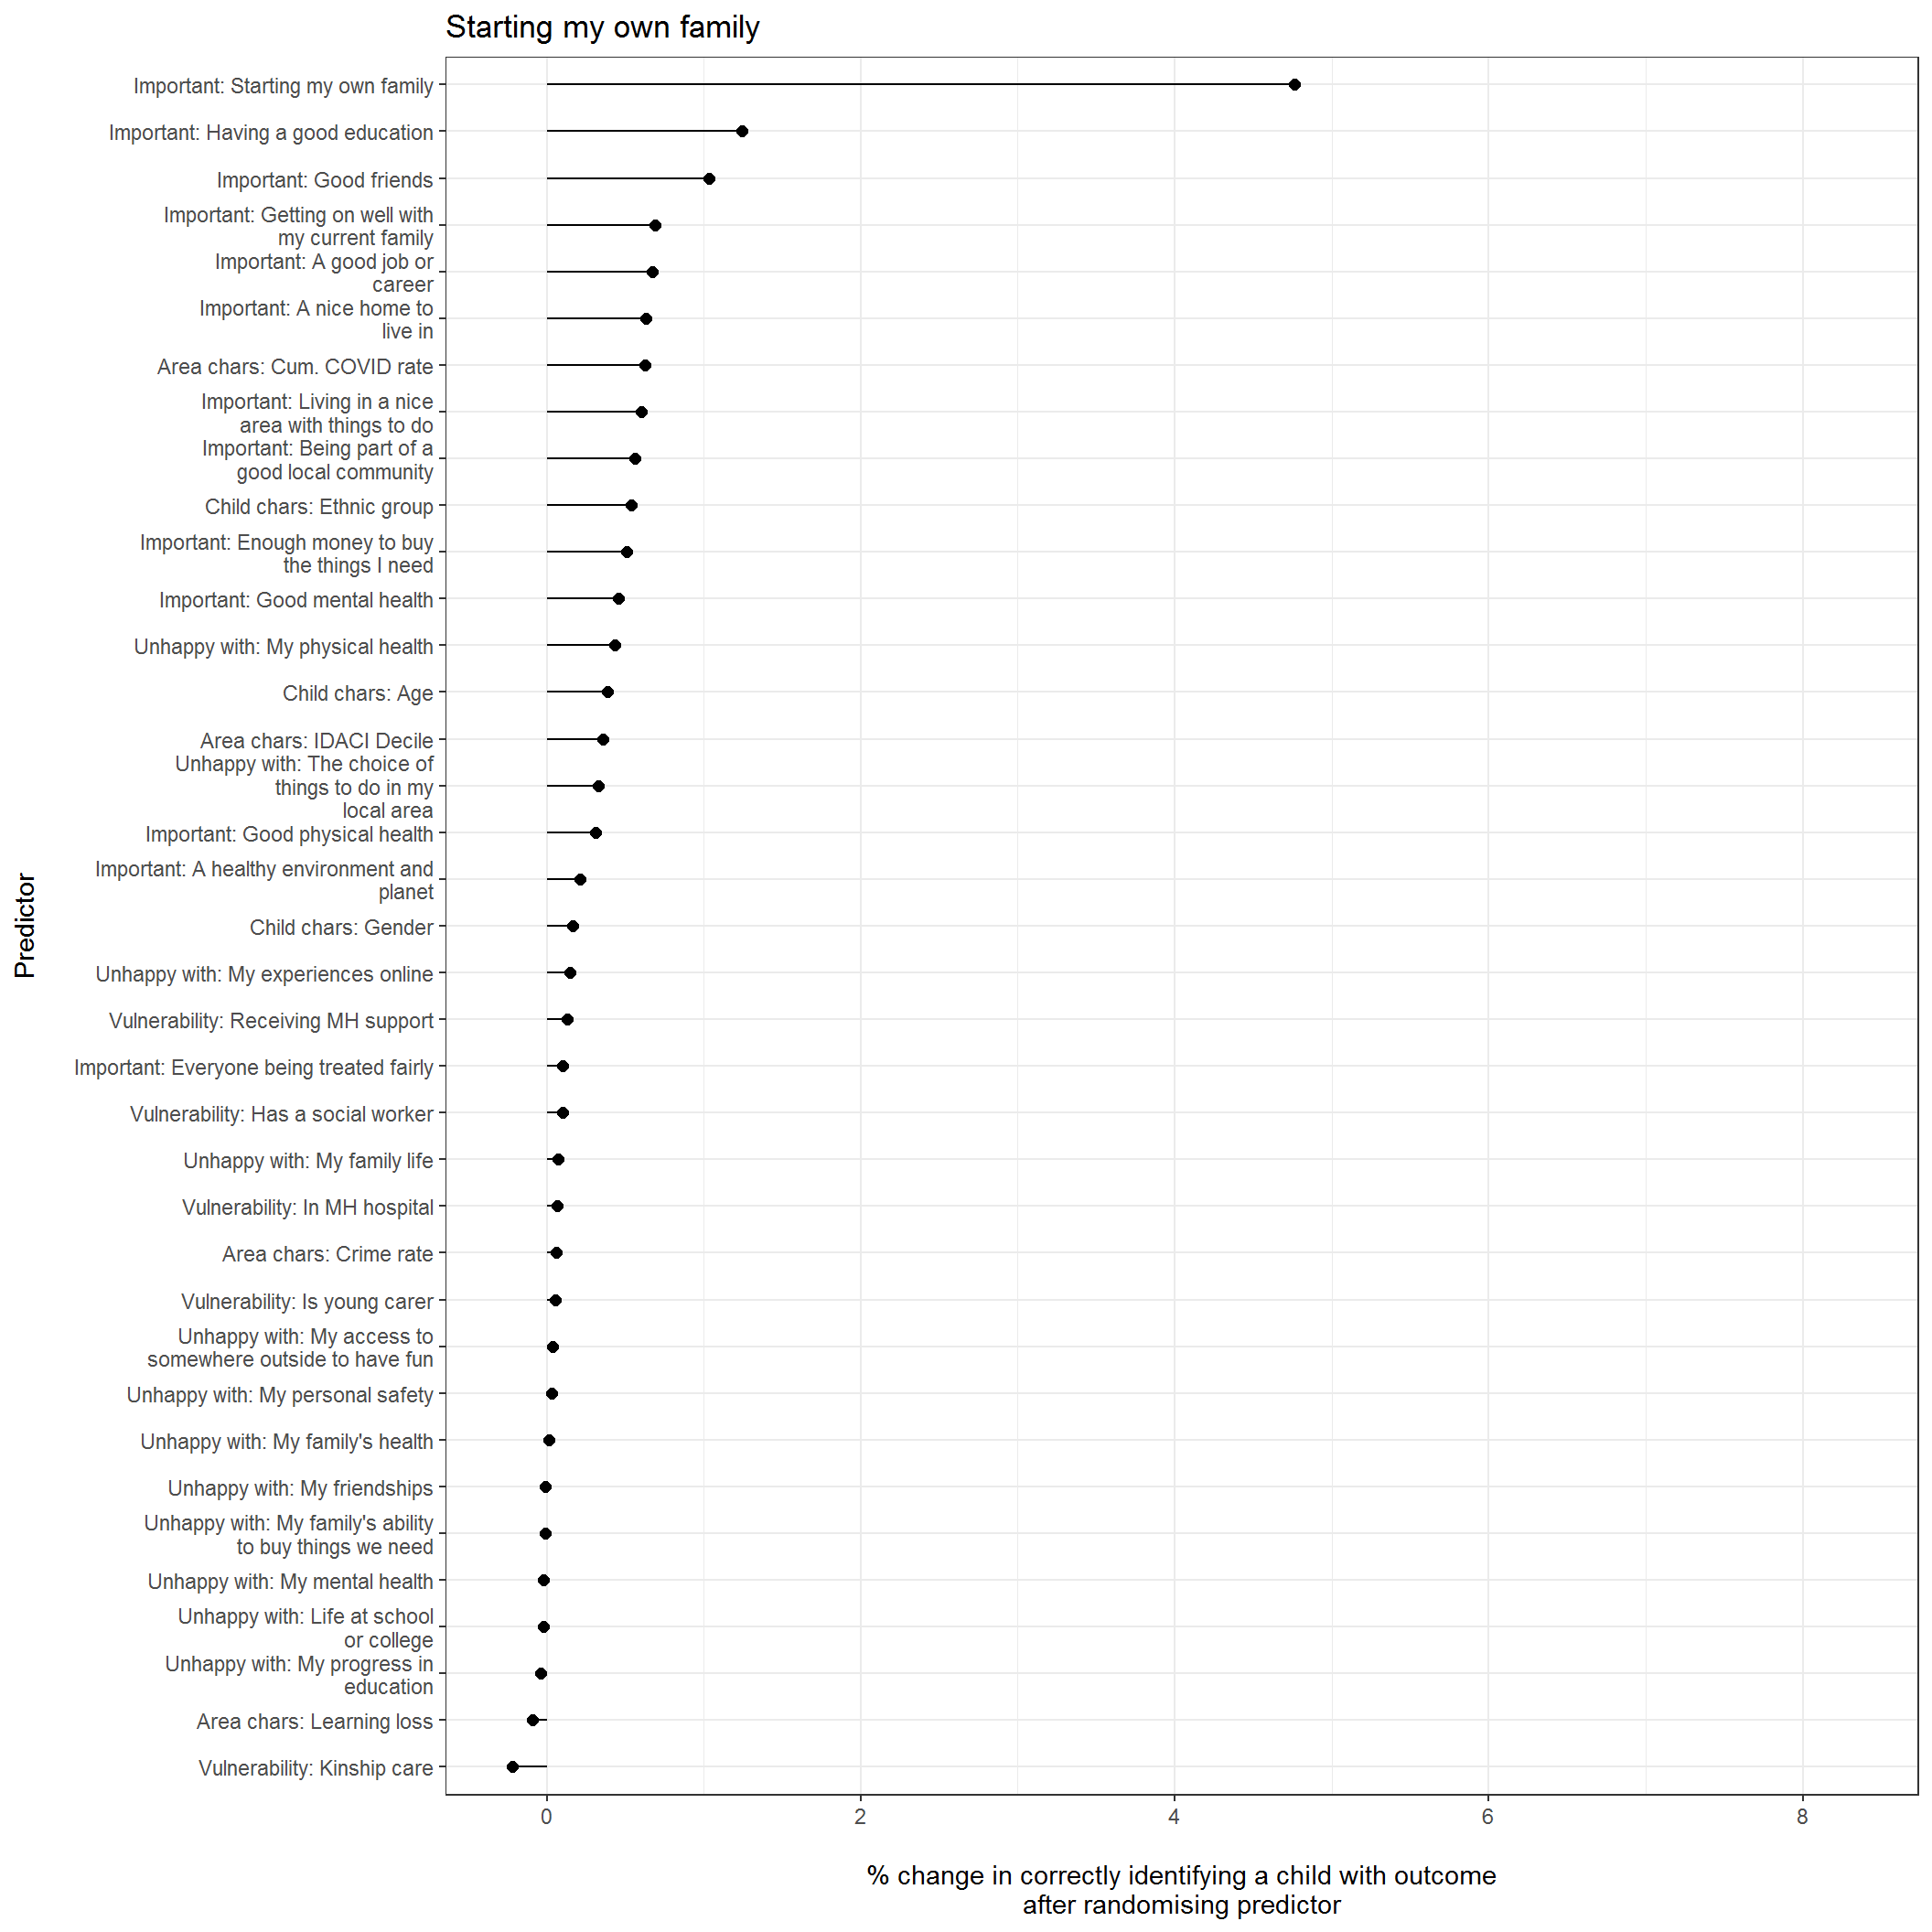 Starting my own family
Important: Starting my own family
Important: Having a good education
Important: Good friends
Important: Getting on well with
my current family
Important: A good job or
career
Important: A nice home to
live in
Area chars: Cum. COVID rate
Important: Living in a nice
area with things to do
Important: Being part of a
good local community
Child chars: Ethnic group
Important: Enough money to buy
the things I need
Important: Good mental health
Unhappy with: My physical health
Child chars: Age
Area chars: IDACI Decile
Unhappy with: The choice of
things to do in my
local area
Important: Good physical health
Important: A healthy environment and
planet
Child chars: Gender
Unhappy with: My experiences online
Vulnerability: Receiving MH support
Important: Everyone being treated fairly
Vulnerability: Has a social worker
Unhappy with: My family life
Vulnerability: In MH hospital
Area chars: Crime rate
Vulnerability: Is young carer
Unhappy with: My access to
somewhere outside to have fun
Unhappy with: My personal safety
Unhappy with: My family's health
Unhappy with: My friendships
Unhappy with: My family's ability
to buy things we need
Unhappy with: My mental health
Unhappy with: Life at school
or college
Unhappy with: My progress in
education
Area chars: Learning loss
Vulnerability: Kinship care
Predictor
0 2 4 6 8
% change in correctly identifying a child with outcome
after randomising predictor